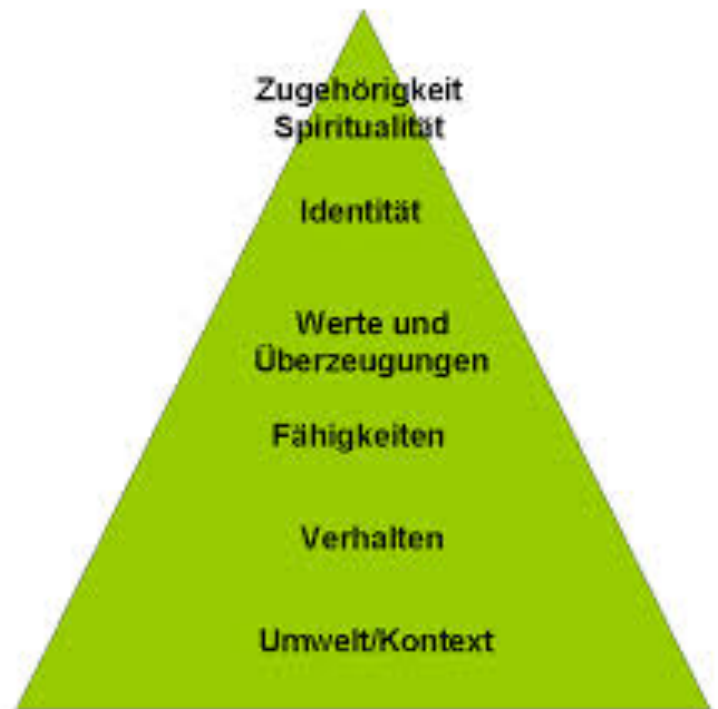 Zugehörigkeit
Spiritualität
Identität
Werte und
Überzeugungen
Fähigkeiten
Verhalten
Umwelt/Kontext